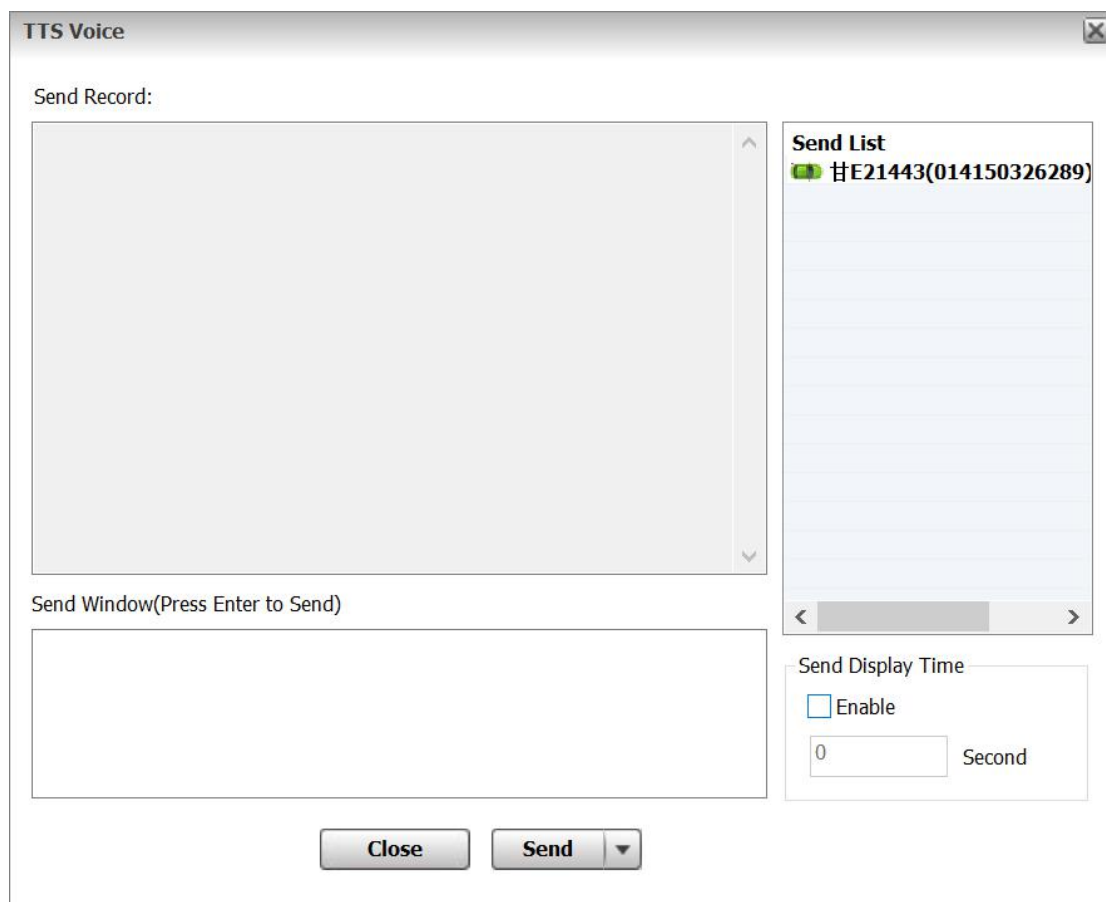 TTS Voice
Send Record:
Send List
甘E21443(014150326289)
Send Window(Press Enter to Send)
Send Display Time
Enable
0
Second
Close
Send